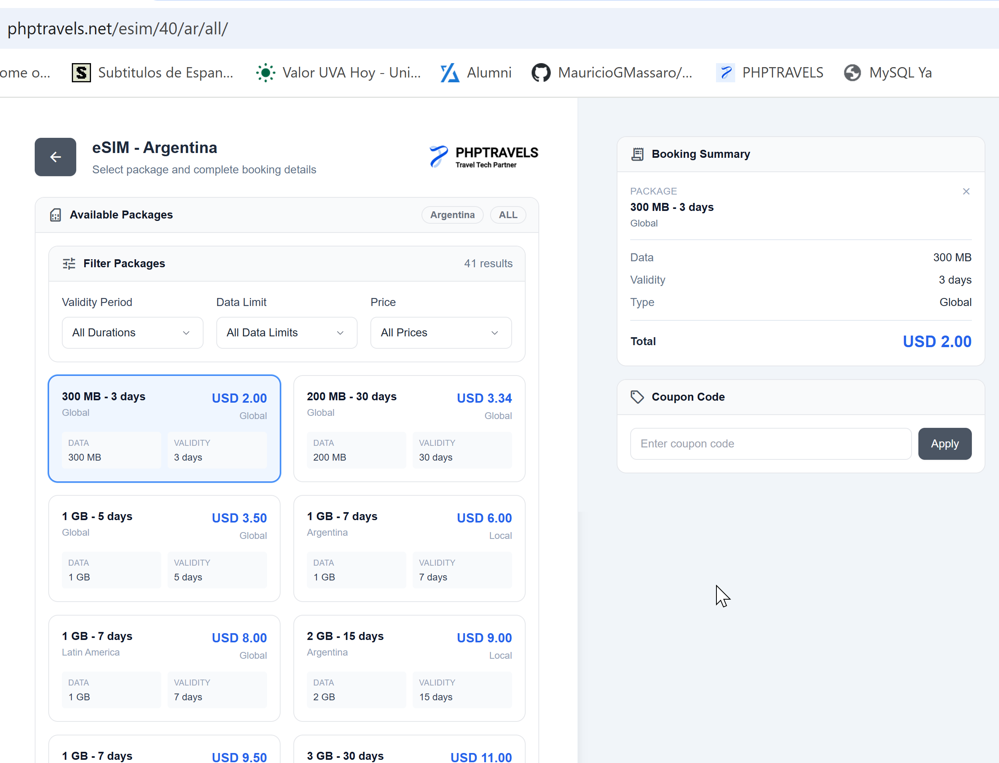 phptravels.net/esim/40/ar/all/
ome o... Subtitulos de Espan... Valor UVA Hoy - Uni... Alumni MauricioGMassaro/... PHPTRAVELS MySQL Ya
eSIM - Argentina
Select package and complete booking details
PHPTRAVELS
Travel Tech Partner
Available Packages
Argentina ALL
Filter Packages
41 results
Validity Period Data Limit Price
All Durations All Data Limits All Prices
300 MB - 3 days USD 2.00
Global Global
DATA VALIDITY
300 MB 3 days
200 MB - 30 days USD 3.34
Global Global
DATA VALIDITY
200 MB 30 days
1 GB - 5 days USD 3.50
Global Global
DATA VALIDITY
1 GB 5 days
1 GB - 7 days USD 6.00
Argentina Local
DATA VALIDITY
1 GB 7 days
1 GB - 7 days USD 8.00
Latin America Global
DATA VALIDITY
1 GB 7 days
2 GB - 15 days USD 9.00
Argentina Local
DATA VALIDITY
2 GB 15 days
1 GB - 7 days USD 9.50
3 GB - 30 days USD 11.00
Booking Summary
PACKAGE
300 MB - 3 days
Global
Data 300 MB
Validity 3 days
Type Global
Total USD 2.00
Coupon Code
Enter coupon code Apply